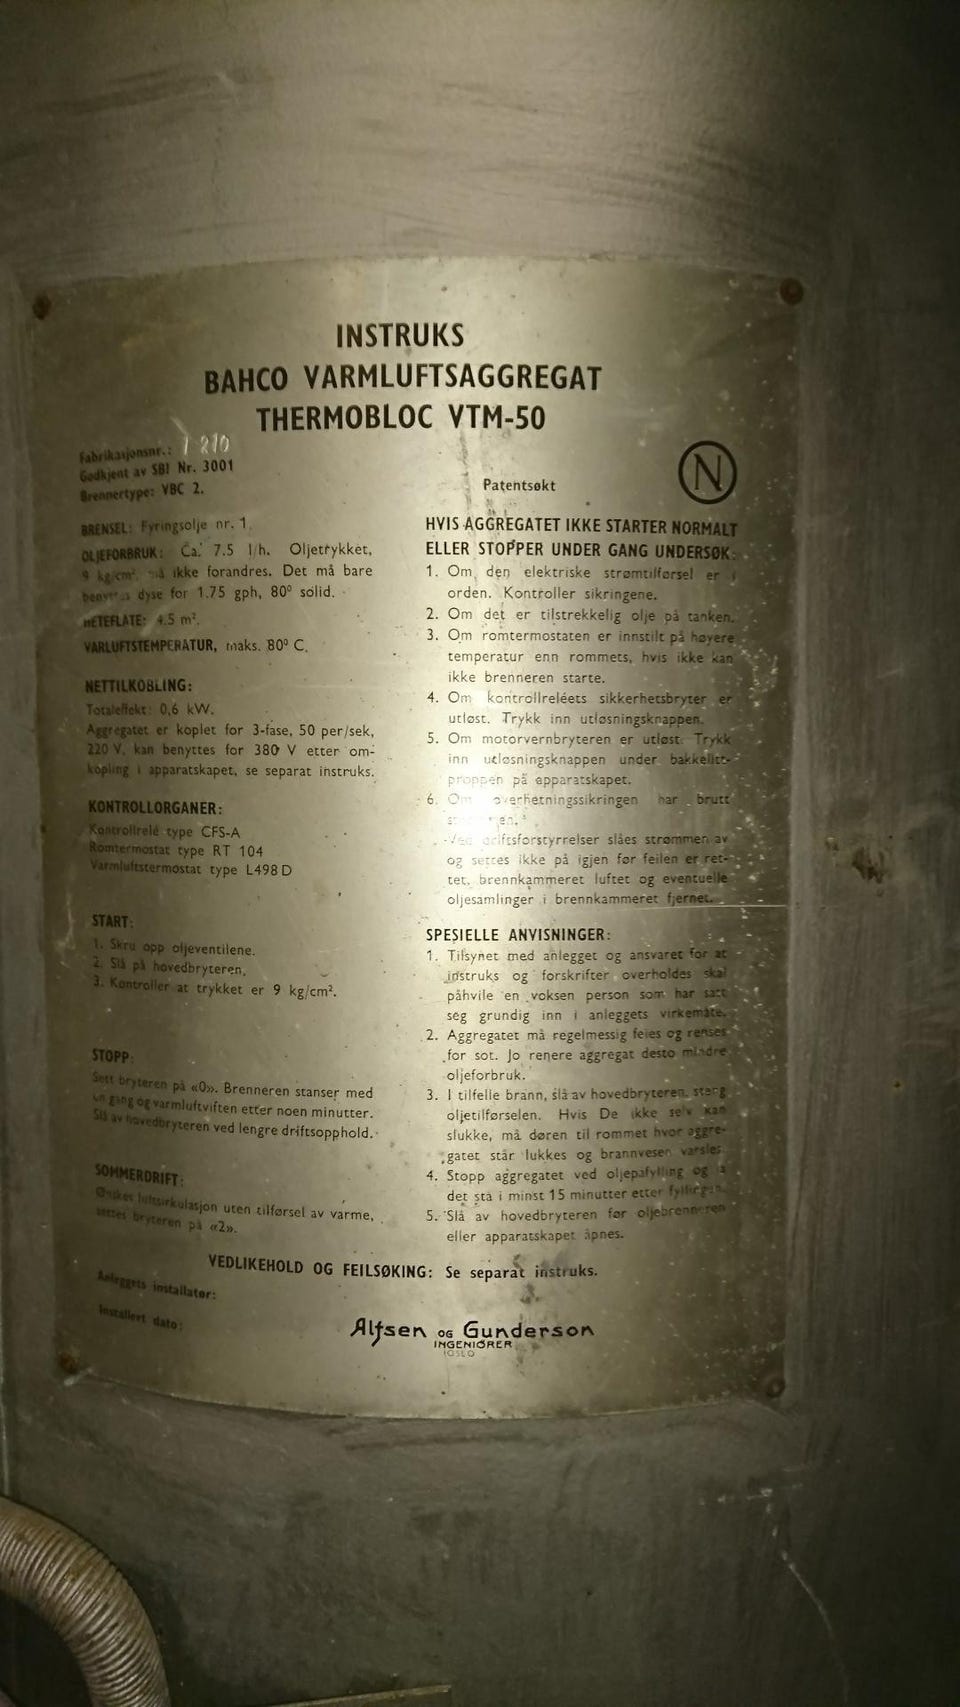 INSTRUKS
BAHCO VARMLUFTSAGGREGAT
THERMOBLOC VTM-50
Fabrikasjonsnr.:
Godkjent av SBI Nr. 3001
Brennertype: VBC 2.
BRENSEL: Fyringsolje nr. 1
OLJEFORBRUK: Ca. 7.5 l/h. Oljetrykket,
9 kg/cm², må ikke forandres. Det må bare
benyttes dyse for 1.75 gph, 80° solid.
HETEFLATE: 4.5 m².
VARLUFTSTEMPERATUR, maks. 80° C.
NETTILKOBLING:
Totaleffekt: 0,6 kW.
Aggregatet er koplet for 3-fase, 50 per/sek,
220 V, kan benyttes for 380 V etter om-
kopling i apparatskapet, se separat instruks.
KONTROLLORGANER:
Kontrollrelé type CFS-A
Romtermostat type RT 104
Varmluftstermostat type L498 D
START:
1. Skru opp oljeventilene.
2. Slå på hovedbryteren.
3. Kontroller at trykket er 9 kg/cm².
STOPP:
Sett bryteren på «0». Brenneren stanser med
en gang og varmluftviften etter noen minutter.
Slå av hovedbryteren ved lengre driftsopphold.
SOMMERDRIFT:
Ønskes luftsirkulasjon uten tilførsel av varme,
settes bryteren på «2».
N
Patentsøkt
HVIS AGGREGATET IKKE STARTER NORMALT
ELLER STOPPER UNDER GANG UNDERSØK:
1. Om den elektriske strømtilførsel er i
orden. Kontroller sikringene.
2. Om det er tilstrekkelig olje på tanken.
3. Om romtermostaten er innstilt på høyere
temperatur enn rommets, hvis ikke kan
ikke brenneren starte.
4. Om kontrollreléets sikkerhetsbryter er
utløst. Trykk inn utløsningsknappen.
5. Om motorvernbryteren er utløst. Trykk
inn utløsningsknappen under bakkelitt-
proppen på apparatskapet.
6. Om overhetningssikringen har brutt
Ved driftsforstyrrelser slåes strømmen av
og settes ikke på igjen før feilen er ret-
tet, brennkammeret luftet og eventuelle
oljesamlinger i brennkammeret fjernet.
SPESIELLE ANVISNINGER:
1. Tilsynet med anlegget og ansvaret for at
instruks og forskrifter overholdes skal
påhvile en voksen person som har satt
seg grundig inn i anleggets virkemåte.
2. Aggregatet må regelmessig feies og renses
for sot. Jo renere aggregat desto mindre
oljeforbruk.
3. I tilfelle brann, slå av hovedbryteren, steng
oljetilførselen. Hvis De ikke selv kan
slukke, må døren til rommet hvor aggre-
gatet står lukkes og brannvesen varsles.
4. Stopp aggregatet ved oljepåfylling og la
det stå i minst 15 minutter etter fyllingen.
5. Slå av hovedbryteren før oljebrenneren
eller apparatskapet åpnes.
VEDLIKEHOLD OG FEILSØKING: Se separat instruks.
Anleggets installatør:
Installert dato:
Alfsen OG Gunderson
INGENIØRER
OSLO